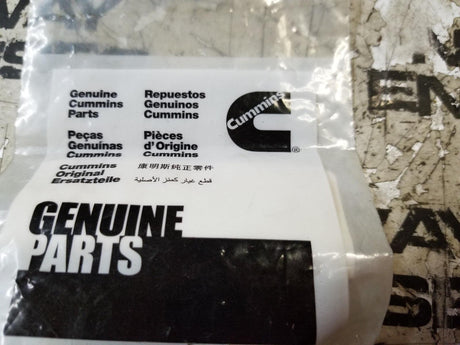 Genuine
Cummins
Parts
Repuestos
Genuinos
Cummins
Cummins
®
Peças
Genuínas
Cummins
Pièces
d'Origine
Cummins
Cummins
Original
Ersatzteile
康明斯純正零件
قطع غيار كمنز الأصلية
GENUINE
PARTS